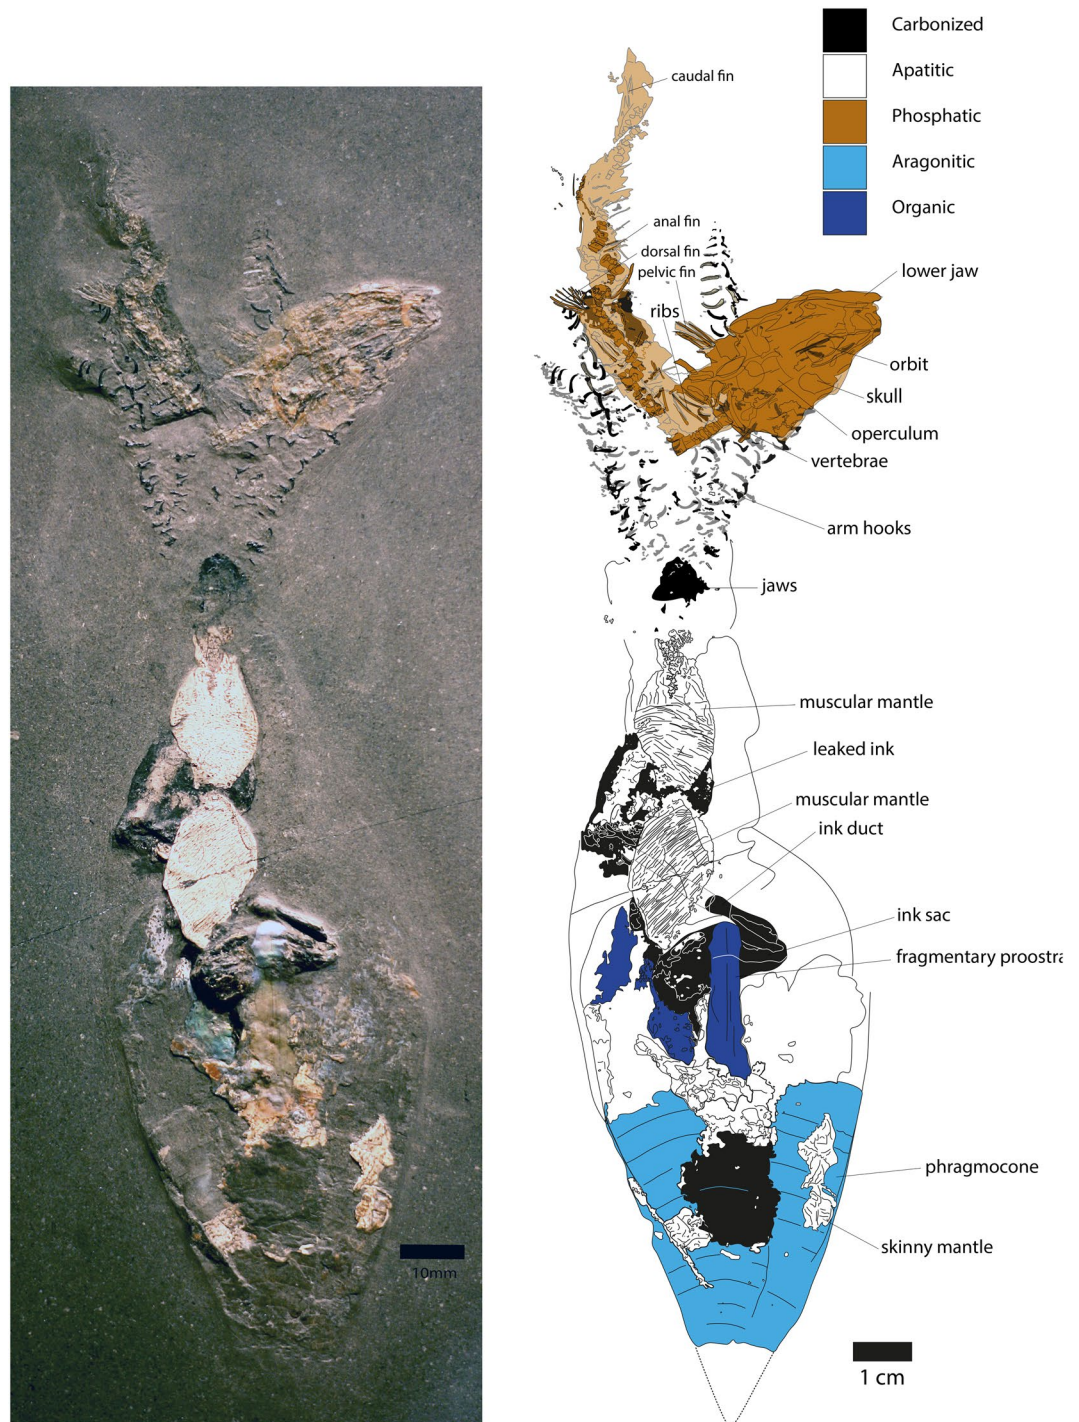 Carbonized
Apatitic
Phosphatic
Aragonitic
Organic
caudal fin
anal fin
dorsal fin
pelvic fin
ribs
lower jaw
orbit
skull
operculum
vertebrae
arm hooks
jaws
muscular mantle
leaked ink
muscular mantle
ink duct
ink sac
fragmentary proostra
phragmocone
skinny mantle
10mm
1 cm